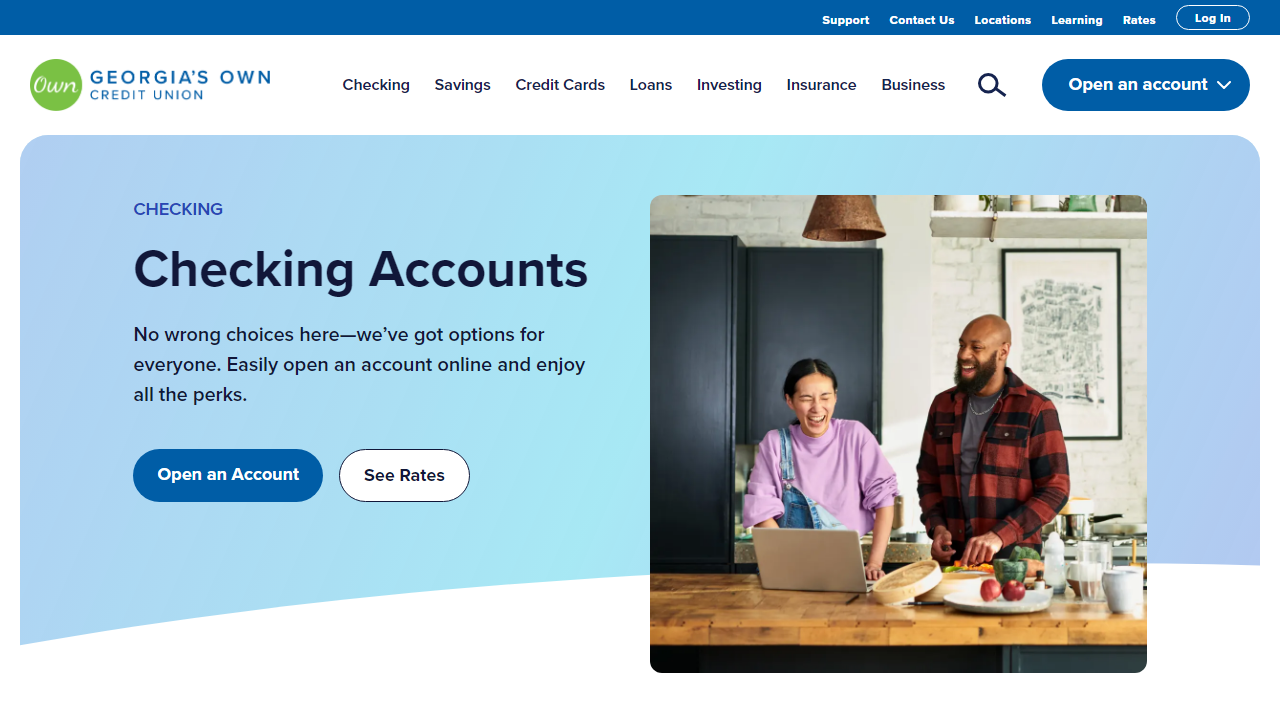 Support Contact Us Locations Learning Rates Log In
Own GEORGIA'S OWN
CREDIT UNION
Checking Savings Credit Cards Loans Investing Insurance Business Open an account
CHECKING
Checking Accounts
No wrong choices here—we've got options for
everyone. Easily open an account online and enjoy
all the perks.
Open an Account See Rates